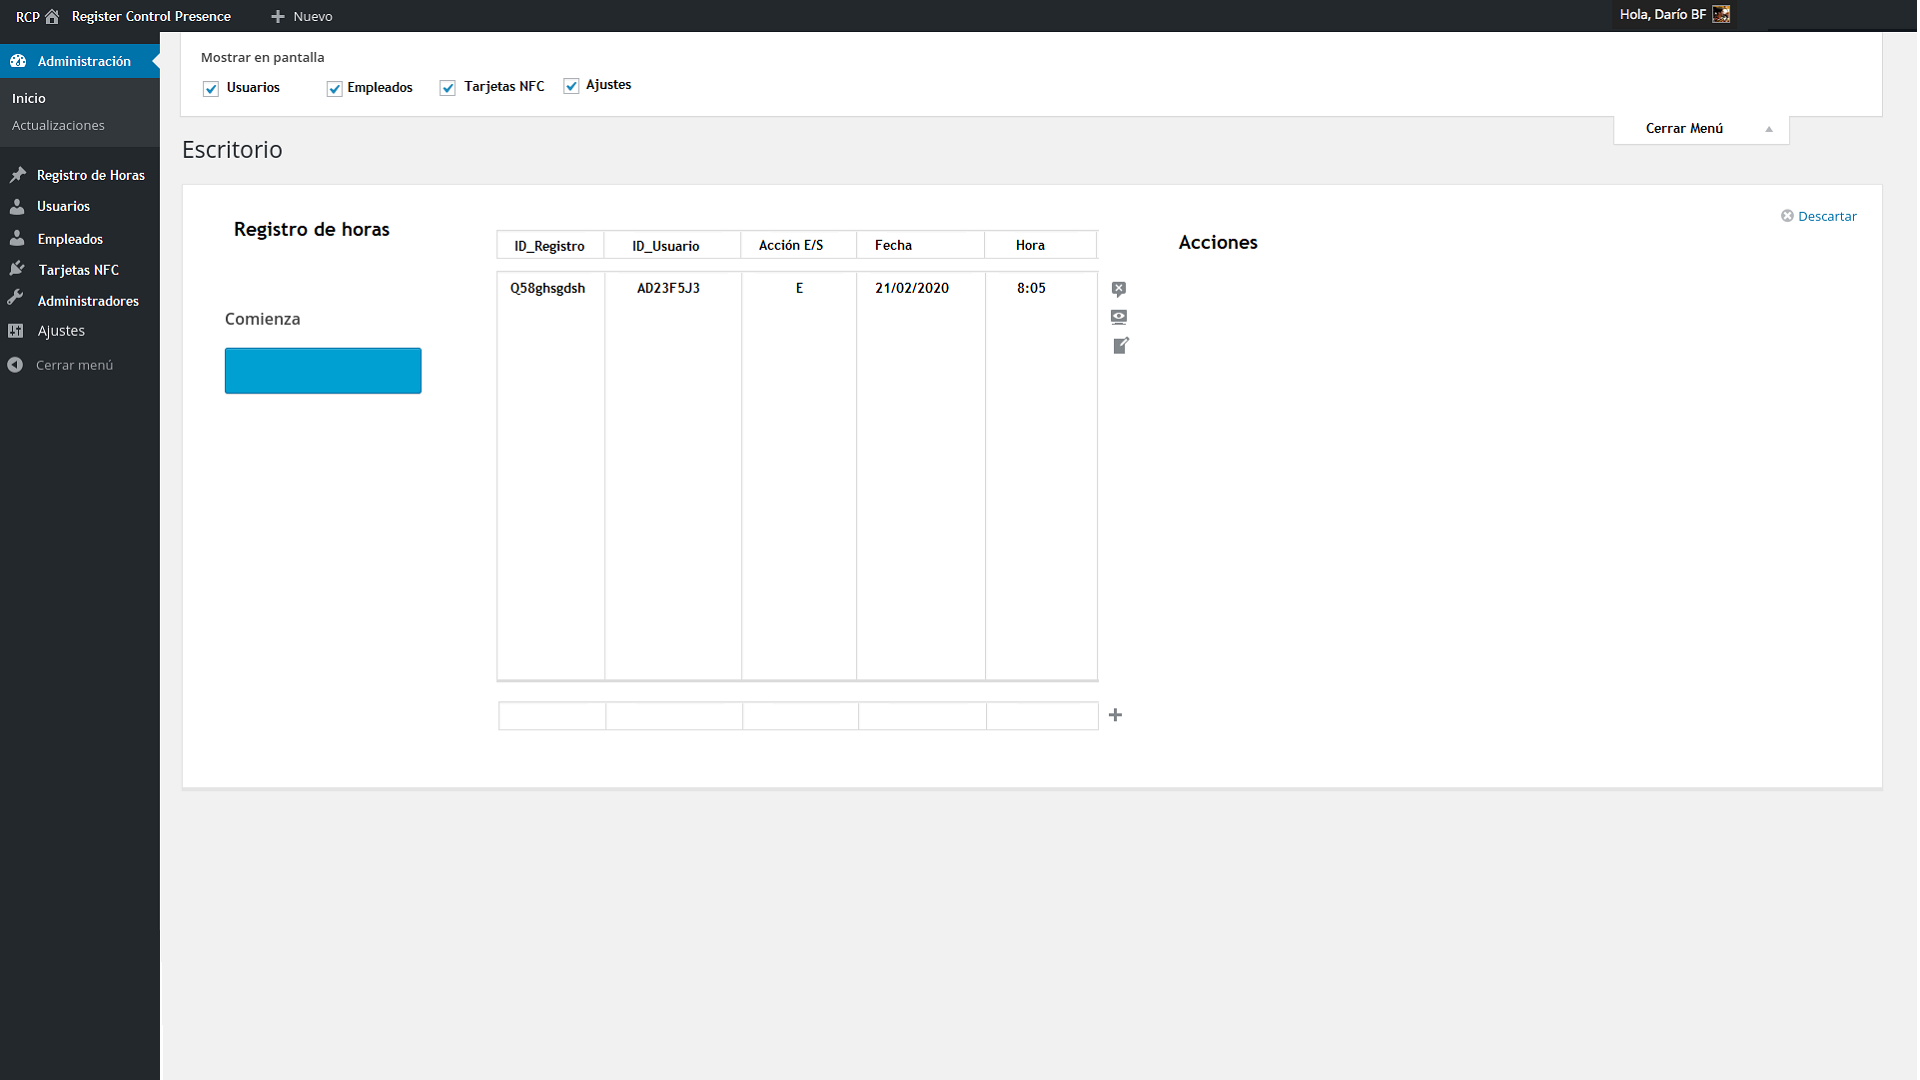 RCP Register Control Presence Nuevo Hola, Darío BF
Administración
Inicio
Actualizaciones
Registro de Horas
Usuarios
Empleados
Tarjetas NFC
Administradores
Ajustes
Cerrar menú
Mostrar en pantalla
Usuarios Empleados Tarjetas NFC Ajustes
Cerrar Menú
Escritorio
Descartar
Registro de horas
Comienza
ID_Registro ID_Usuario Acción E/S Fecha Hora
Q58ghsgdsh AD23F5J3 E 21/02/2020 8:05
Acciones